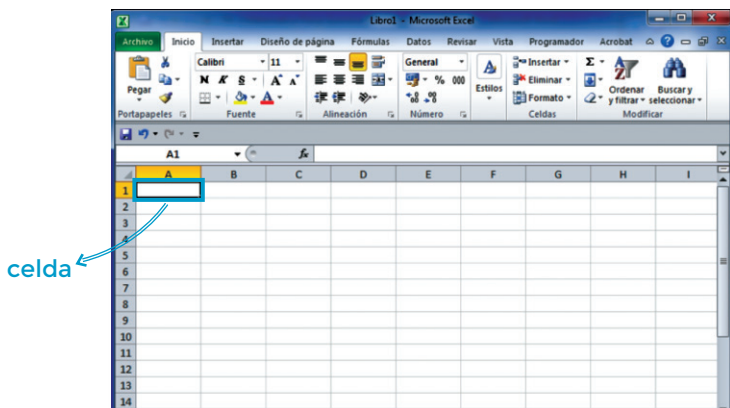 Libro1 - Microsoft Excel
Archivo Inicio Insertar Diseño de página Fórmulas Datos Revisar Vista Programador Acrobat
Calibri 11 General Insertar Σ
Pegar N K S A A % 000 Estilos Eliminar Ordenar y filtrar Buscar y seleccionar
A A Formato
Portapapeles Fuente Alineación Número Celdas Modificar
A1 fx
A B C D E F G H I
1
2
3
4
5
celda
6
7
8
9
10
11
12
13
14